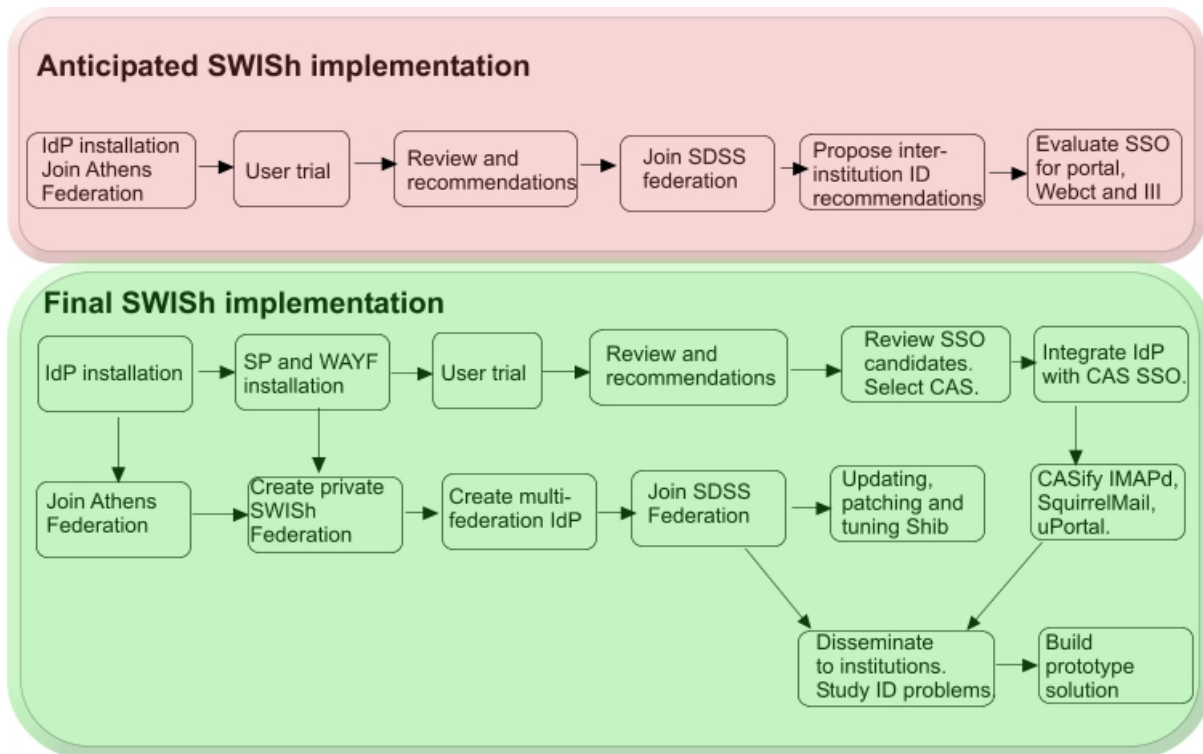 Anticipated SWISh implementation
IdP installation
Join Athens
Federation
User trial
Review and
recommendations
Join SDSS
federation
Propose inter-
institution ID
recommendations
Evaluate SSO
for portal,
Webct and III
Final SWISh implementation
IdP installation
SP and WAYF
installation
User trial
Review and
recommendations
Review SSO
candidates.
Select CAS.
Integrate IdP
with CAS SSO.
Join Athens
Federation
Create private
SWISh
Federation
Create multi-
federation IdP
Join SDSS
Federation
Updating,
patching and
tuning Shib
CASify IMAPd,
SquirrelMail,
uPortal.
Disseminate
to institutions.
Study ID problems.
Build
prototype
solution